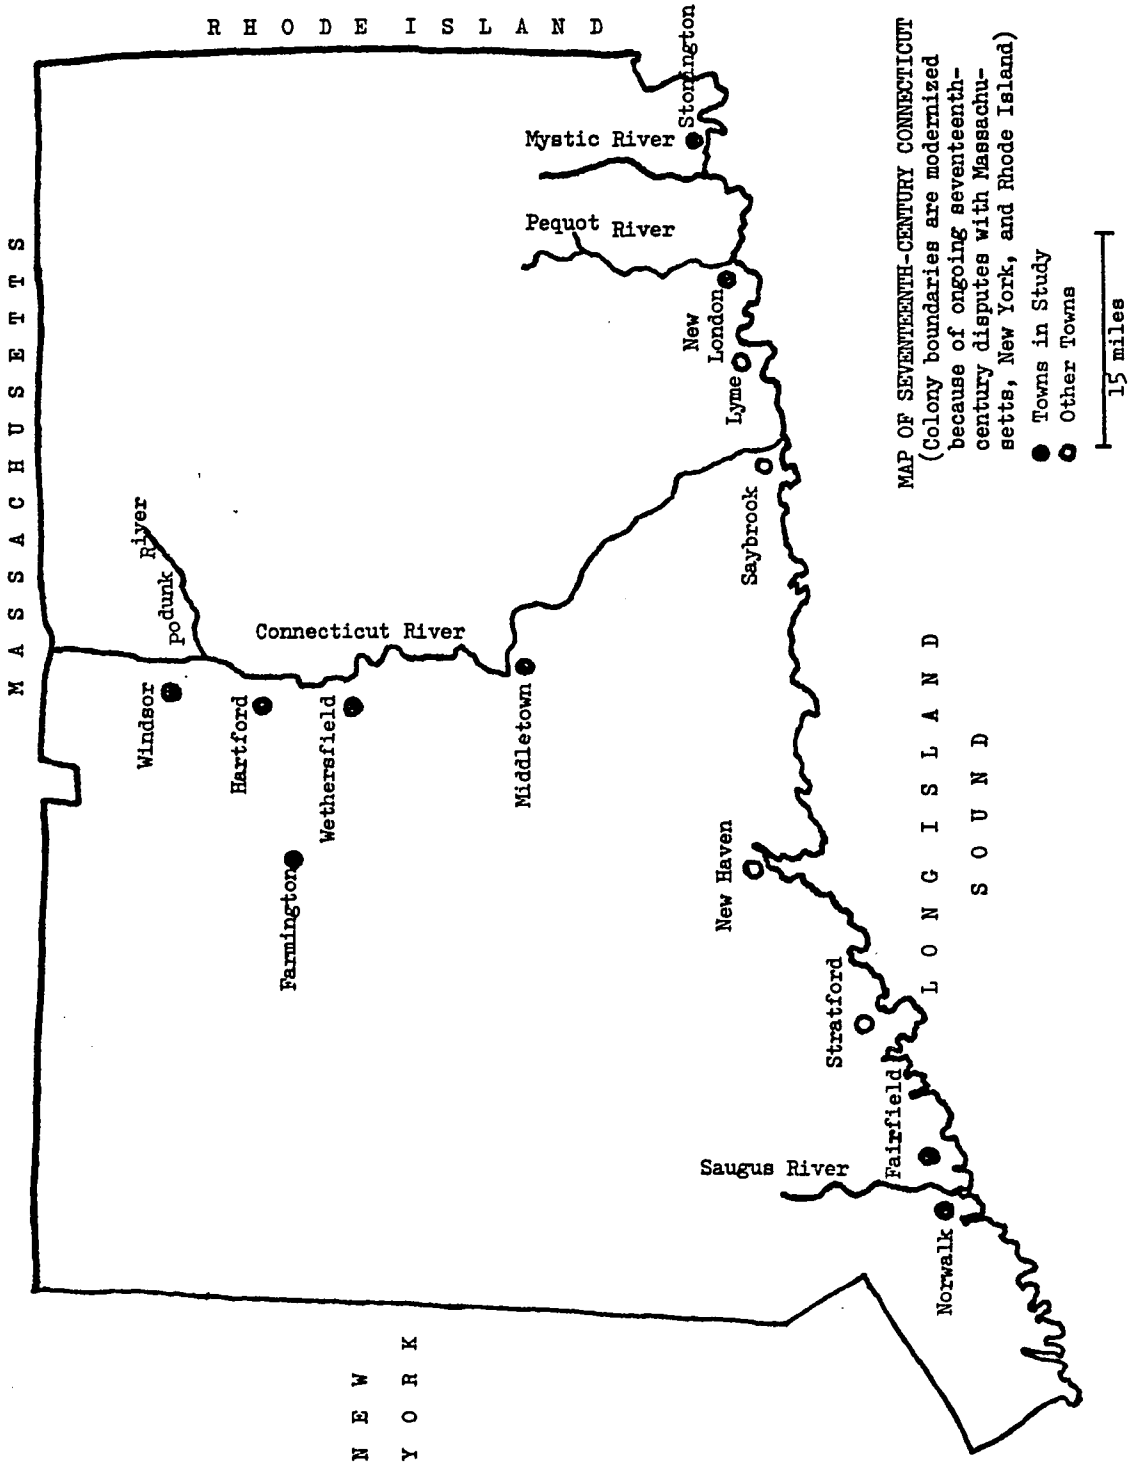 MASSACHUSETTS
RHODE ISLAND
NEW
YORK
Podunk River
Windsor
Hartford
Connecticut River
Wethersfield
Farmington
Middletown
Mystic River
Stonington
Pequot River
New
London
Lyme
Saybrook
New Haven
Stratford
Saugus River
Fairfield
Norwalk
LONG ISLAND
SOUND
MAP OF SEVENTEENTH-CENTURY CONNECTICUT
(Colony boundaries are modernized
because of ongoing seventeenth-
century disputes with Massachu-
setts, New York, and Rhode Island)
Towns in Study
Other Towns
15 miles